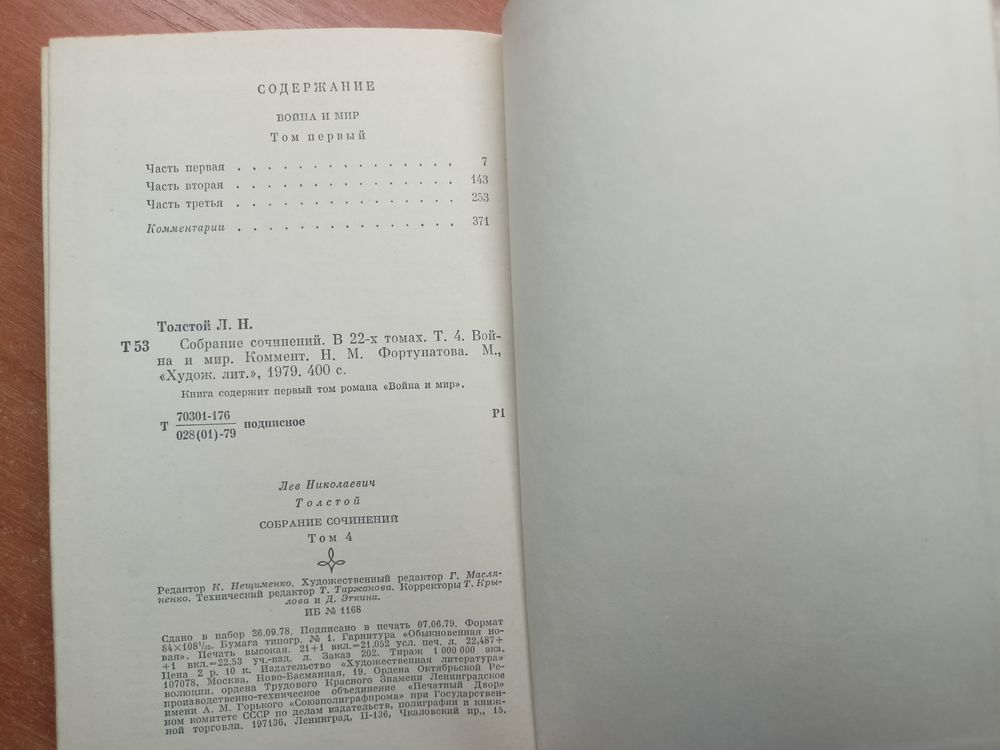 СОДЕРЖАНИЕ
ВОЙНА И МИР
Том первый
Часть первая . . . . . . . . . . . . . . 7
Часть вторая . . . . . . . . . . . . . . 143
Часть третья . . . . . . . . . . . . . . 253
Комментарии . . . . . . . . . . . . . . 371
Толстой Л. Н.
Т 53 Собрание сочинений. В 22-х томах. Т. 4. Вой-
на и мир. Коммент. Н. М. Фортунатова. М.,
«Худож. лит.», 1979. 400 с.
Книга содержит первый том романа «Война и мир».
Т 70301-176 / 028(01)-79 подписное Р1
Лев Николаевич
Толстой
СОБРАНИЕ СОЧИНЕНИЙ
Том 4
Редактор К. Нещименко. Художественный редактор Г. Масля-
ненко. Технический редактор Т. Таржанова. Корректоры Т. Кры-
лова и Д. Эткина.
ИБ № 1168
Сдано в набор 26.09.78. Подписано в печать 07.06.79. Формат
84×108¹/₃₂. Бумага типогр. № 1. Гарнитура «Обыкновенная но-
вая». Печать высокая. 21+1 вкл.=21.052 усл. печ. л. 22,487+
+1 вкл.=22.53 уч.-изд. л. Заказ 202. Тираж 1 000 000 экз.
Цена 2 р. 10 к. Издательство «Художественная литература»
107078, Москва, Ново-Басманная, 19. Ордена Октябрьской Ре-
волюции, ордена Трудового Красного Знамени Ленинградское
производственно-техническое объединение «Печатный Двор»
имени А. М. Горького «Союзполиграфпрома» при Государствен-
ном комитете СССР по делам издательств, полиграфии и книж-
ной торговли. 197136, Ленинград, П-136, Чкаловский пр., 15.